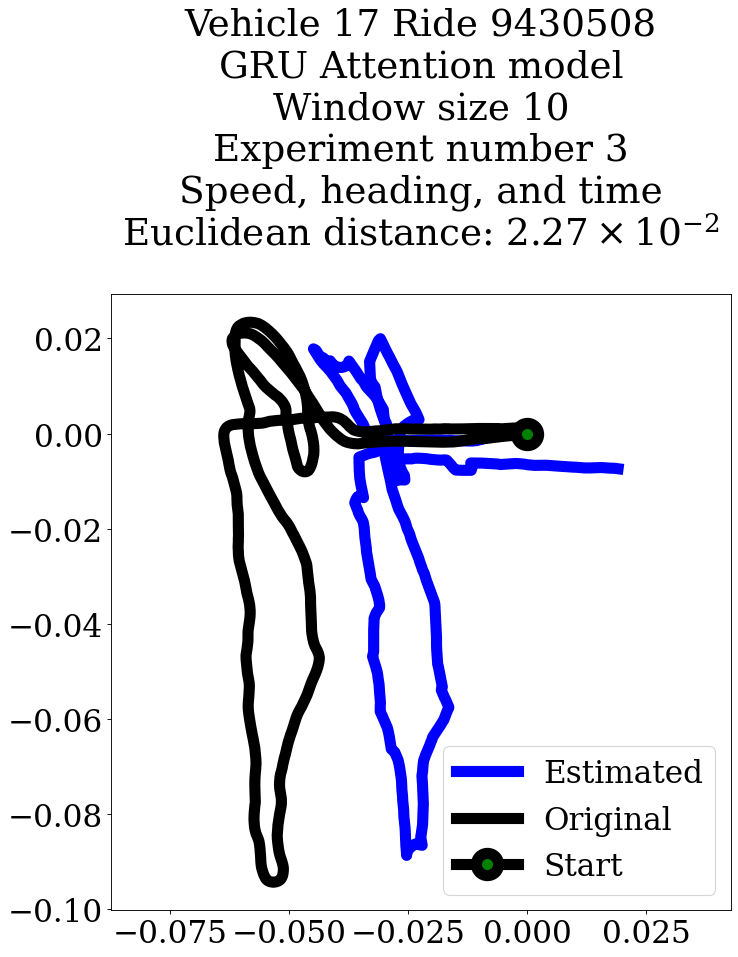 Vehicle 17 Ride 9430508
GRU Attention model
Window size 10
Experiment number 3
Speed, heading, and time
Euclidean distance: 2.27 × 10⁻²
0.02
0.00
−0.02
−0.04
−0.06
−0.08
−0.10
Estimated
Original
Start
−0.075 −0.050 −0.025 0.000 0.025